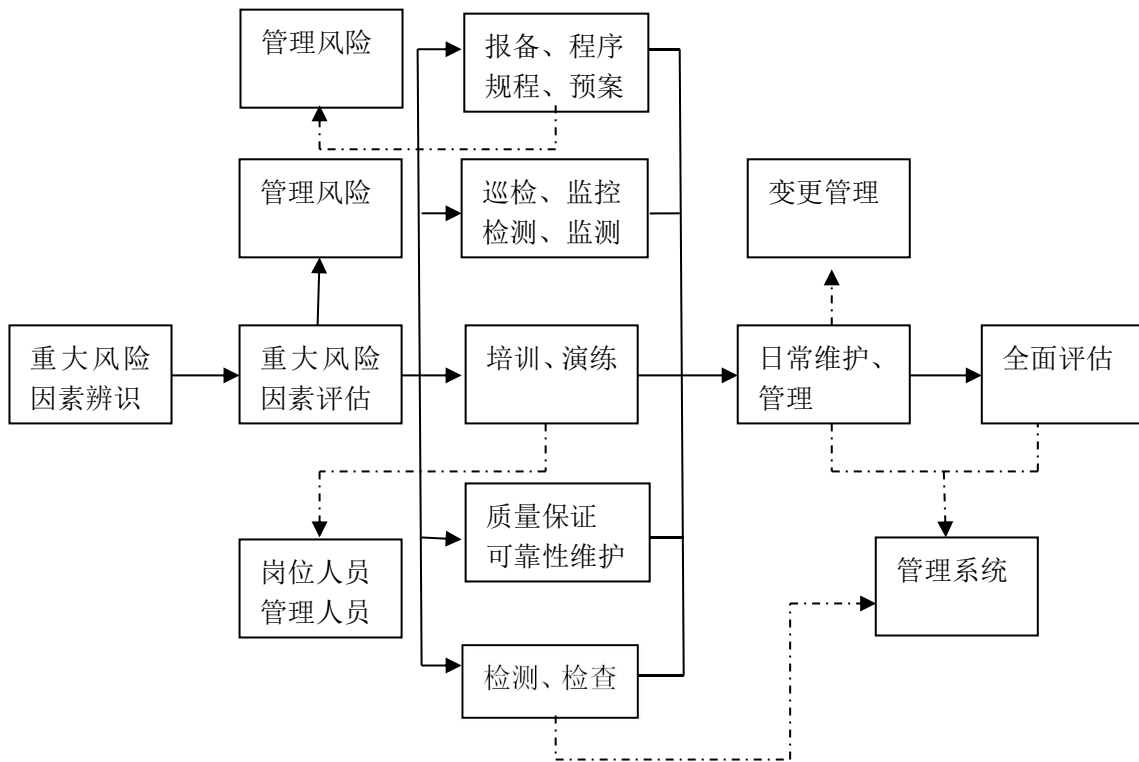 管理风险
报备、程序
规程、预案
管理风险
巡检、监控
检测、监测
变更管理
重大风险
因素辨识
重大风险
因素评估
培训、演练
日常维护、
管理
全面评估
质量保证
可靠性维护
岗位人员
管理人员
管理系统
检测、检查